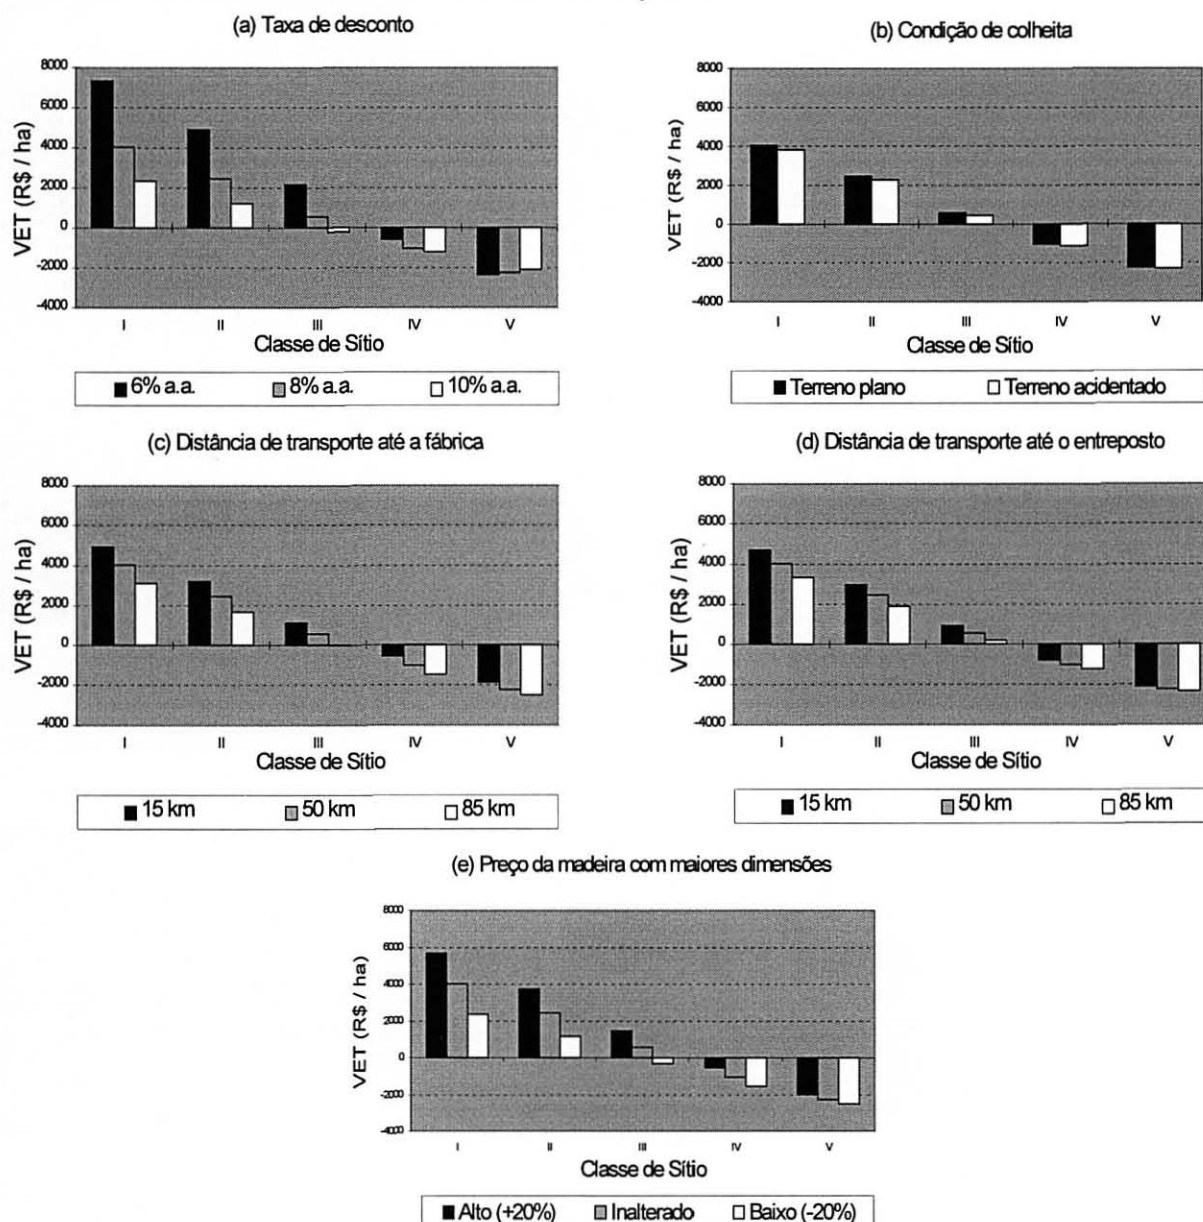 (a) Taxa de desconto
VET (R$ / ha)
8000
6000
4000
2000
0
-2000
-4000
I II III IV V
Classe de Sítio
6% a.a. 8% a.a. 10% a.a.
(b) Condição de colheita
VET (R$ / ha)
8000
6000
4000
2000
0
-2000
-4000
I II III IV V
Classe de Sítio
Terreno plano Terreno acidentado
(c) Distância de transporte até a fábrica
VET (R$ / ha)
8000
6000
4000
2000
0
-2000
-4000
I II III IV V
Classe de Sítio
15 km 50 km 85 km
(d) Distância de transporte até o entreposto
VET (R$ / ha)
8000
6000
4000
2000
0
-2000
-4000
I II III IV V
Classe de Sítio
15 km 50 km 85 km
(e) Preço da madeira com maiores dimensões
VET (R$ / ha)
8000
6000
4000
2000
0
-2000
-4000
I II III IV V
Classe de Sítio
Alto (+20%) Inalterado Baixo (-20%)